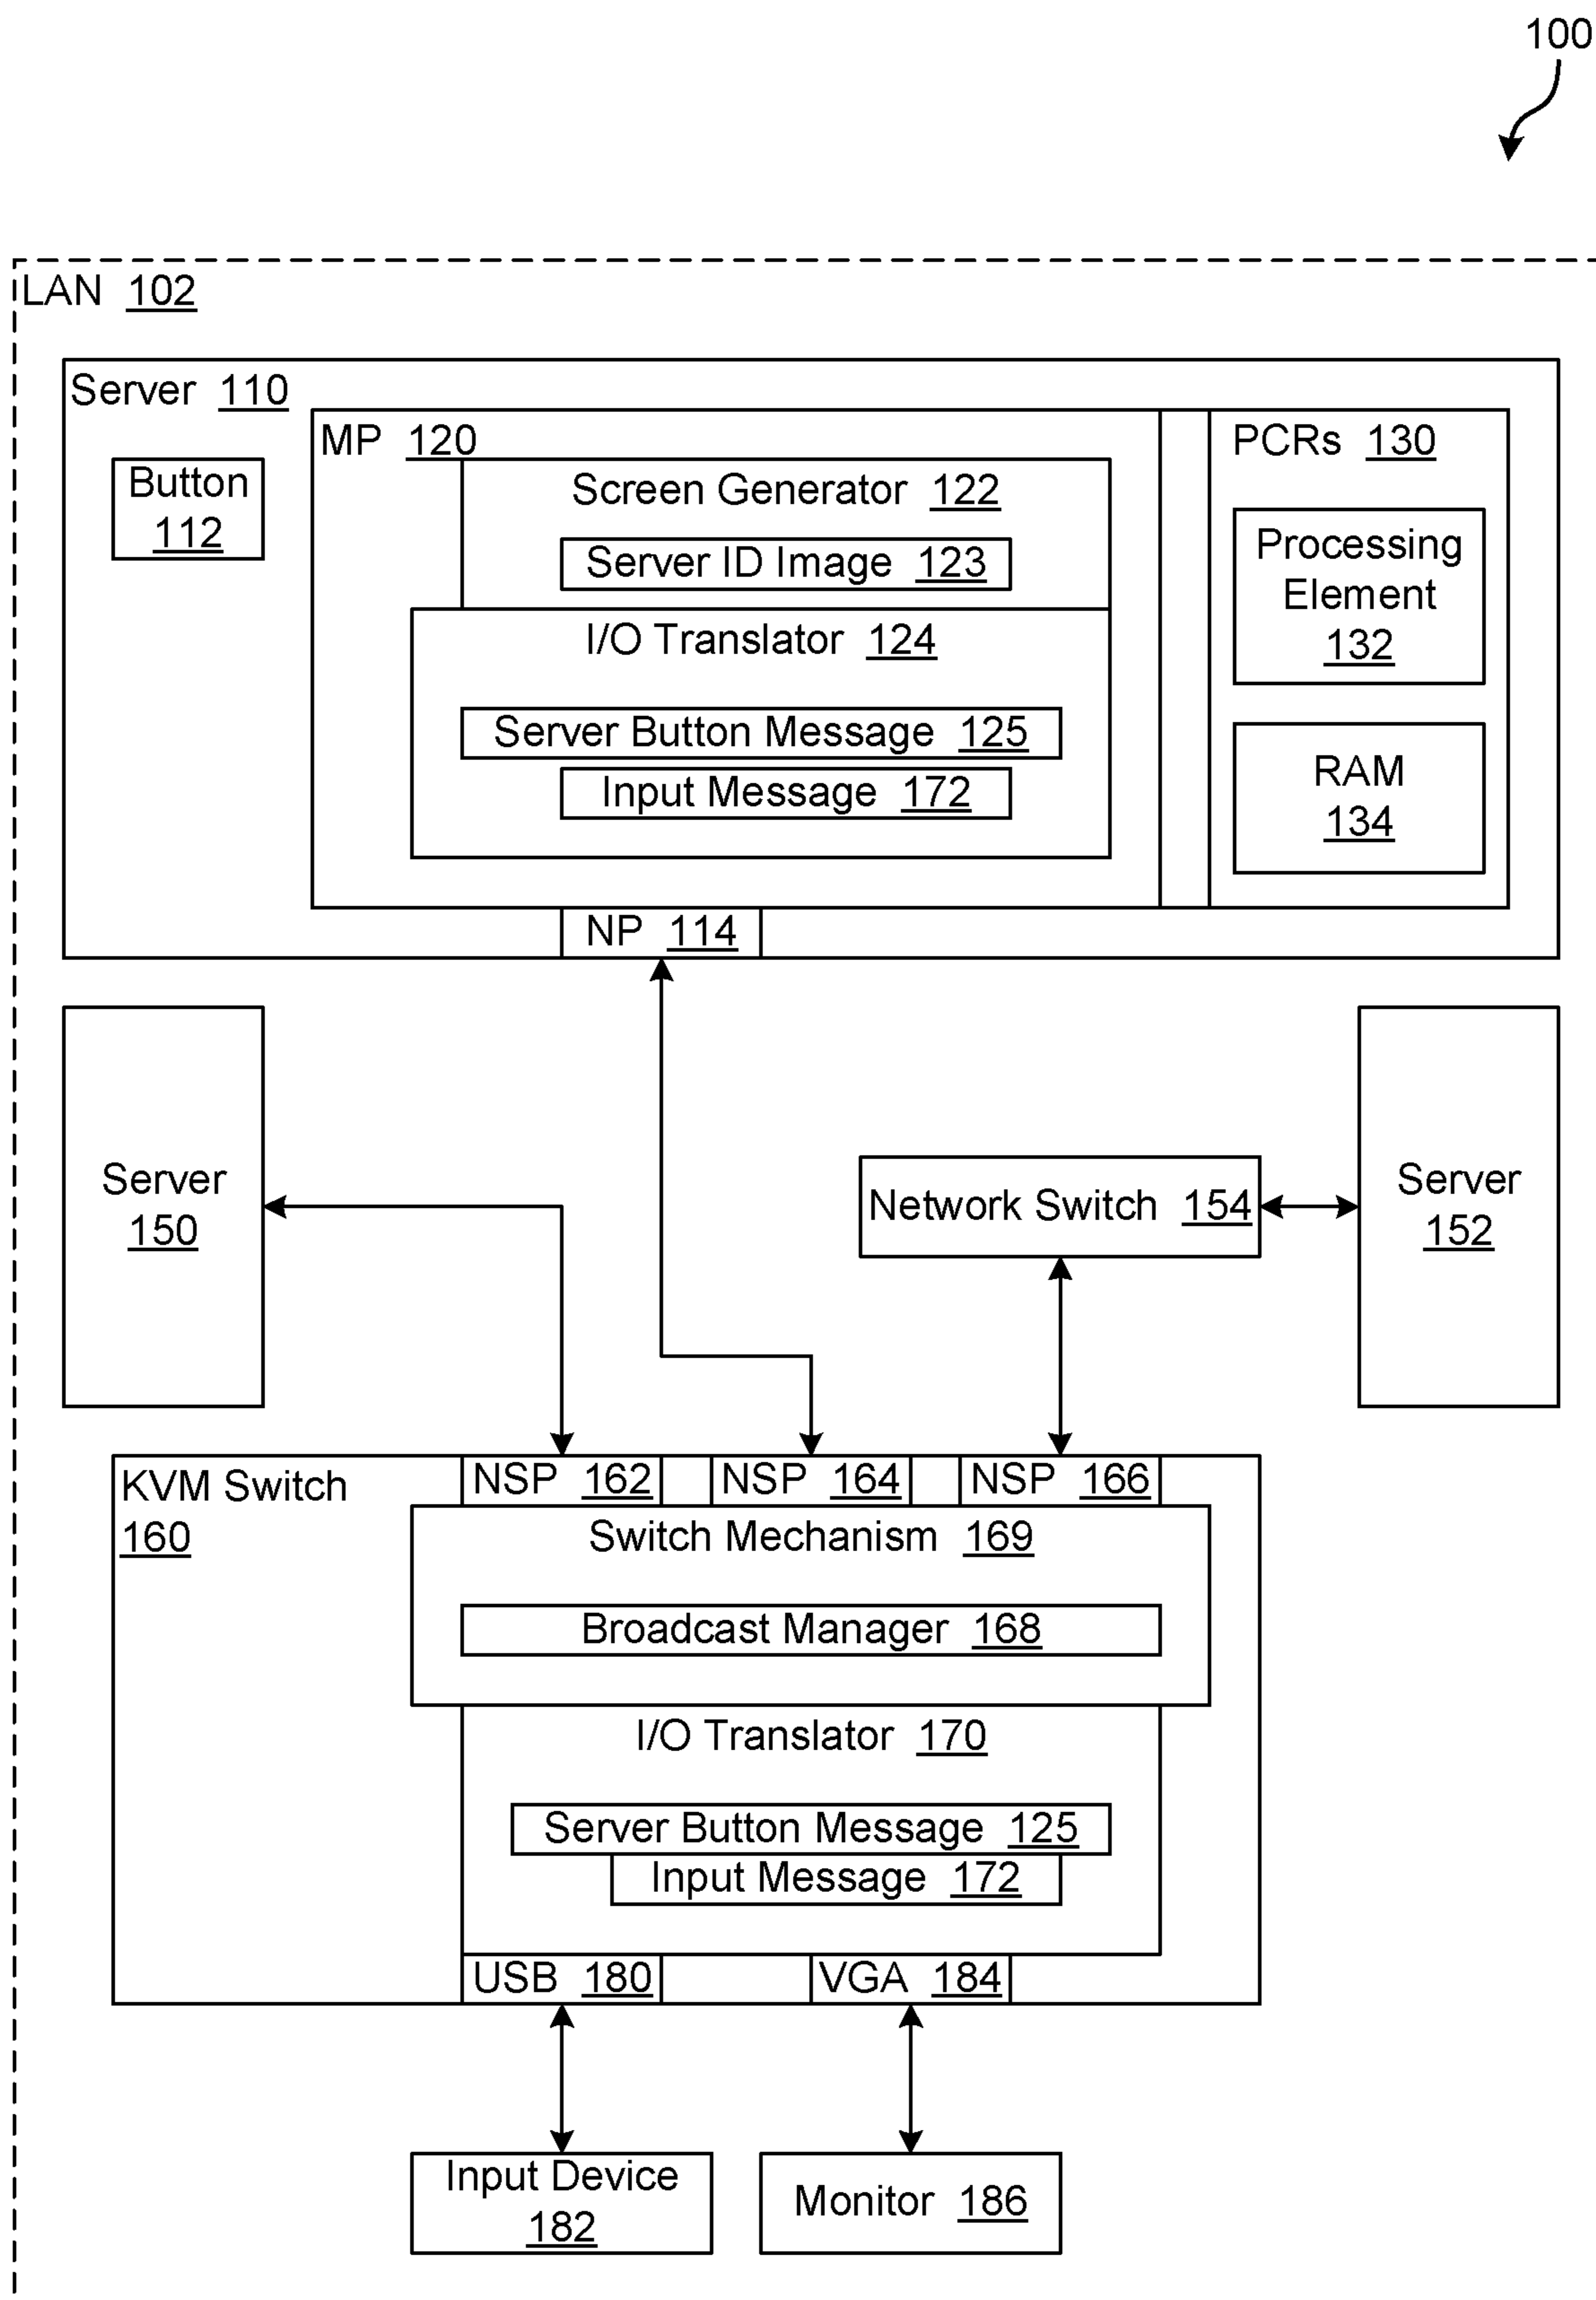 100
LAN 102
Server 110
Button
112
MP 120
Screen Generator 122
Server ID Image 123
I/O Translator 124
Server Button Message 125
Input Message 172
PCRs 130
Processing
Element
132
RAM
134
NP 114
Server
150
Network Switch 154
Server
152
KVM Switch
160
NSP 162
NSP 164
NSP 166
Switch Mechanism 169
Broadcast Manager 168
I/O Translator 170
Server Button Message 125
Input Message 172
USB 180
VGA 184
Input Device
182
Monitor 186